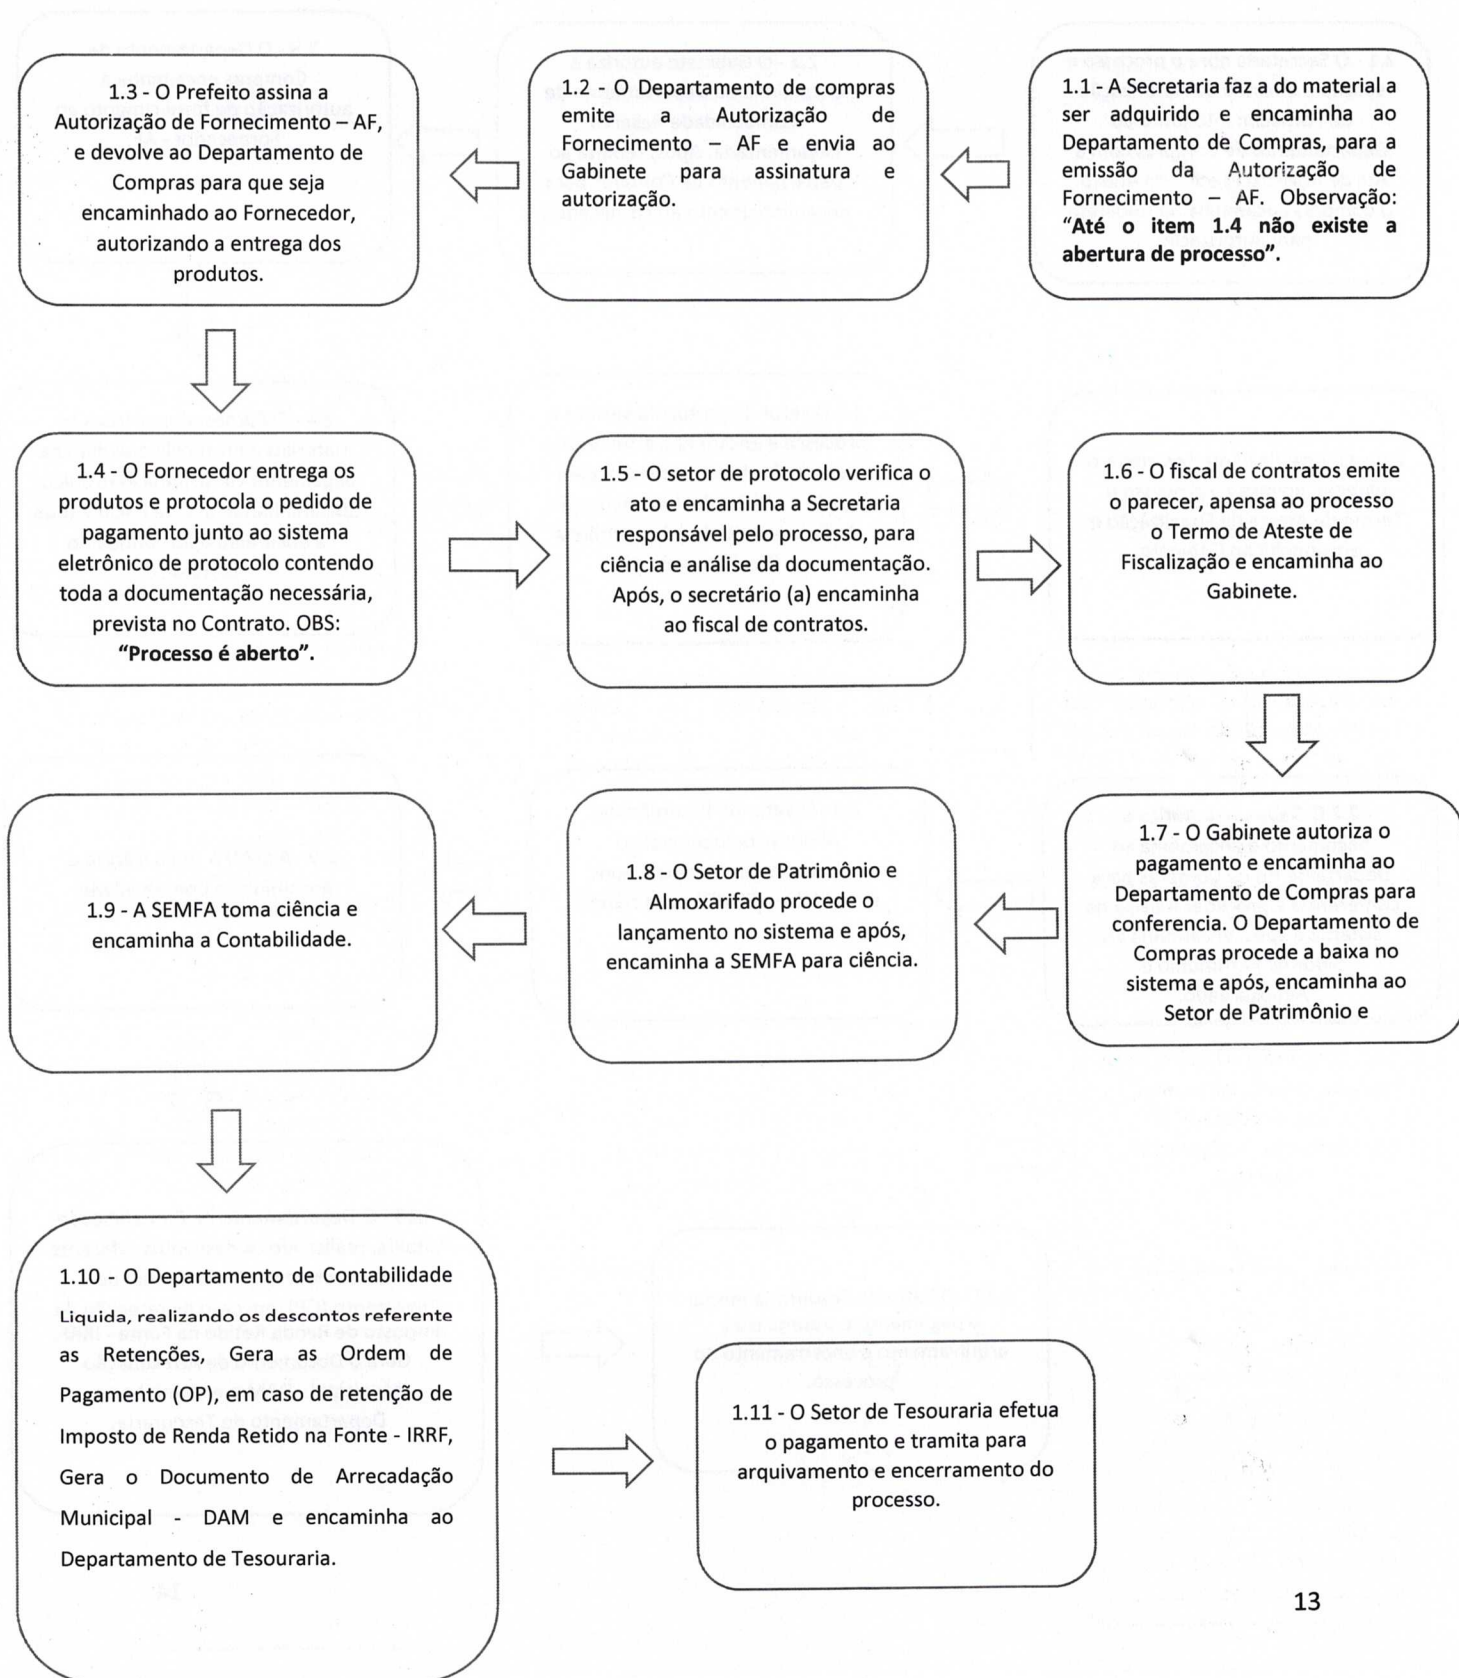 1.1 - A Secretaria faz a do material a
ser adquirido e encaminha ao
Departamento de Compras, para a
emissão da Autorização de
Fornecimento – AF. Observação:
“Até o item 1.4 não existe a
abertura de processo”.
1.2 - O Departamento de compras
emite a Autorização de
Fornecimento – AF e envia ao
Gabinete para assinatura e
autorização.
1.3 - O Prefeito assina a
Autorização de Fornecimento – AF,
e devolve ao Departamento de
Compras para que seja
encaminhado ao Fornecedor,
autorizando a entrega dos
produtos.
1.4 - O Fornecedor entrega os
produtos e protocola o pedido de
pagamento junto ao sistema
eletrônico de protocolo contendo
toda a documentação necessária,
prevista no Contrato. OBS:
“Processo é aberto”.
1.5 - O setor de protocolo verifica o
ato e encaminha a Secretaria
responsável pelo processo, para
ciência e análise da documentação.
Após, o secretário (a) encaminha
ao fiscal de contratos.
1.6 - O fiscal de contratos emite
o parecer, apensa ao processo
o Termo de Ateste de
Fiscalização e encaminha ao
Gabinete.
1.7 - O Gabinete autoriza o
pagamento e encaminha ao
Departamento de Compras para
conferencia. O Departamento de
Compras procede a baixa no
sistema e após, encaminha ao
Setor de Patrimônio e
1.8 - O Setor de Patrimônio e
Almoxarifado procede o
lançamento no sistema e após,
encaminha a SEMFA para ciência.
1.9 - A SEMFA toma ciência e
encaminha a Contabilidade.
1.10 - O Departamento de Contabilidade
Liquida, realizando os descontos referente
as Retenções, Gera as Ordem de
Pagamento (OP), em caso de retenção de
Imposto de Renda Retido na Fonte - IRRF,
Gera o Documento de Arrecadação
Municipal - DAM e encaminha ao
Departamento de Tesouraria.
1.11 - O Setor de Tesouraria efetua
o pagamento e tramita para
arquivamento e encerramento do
processo.
13